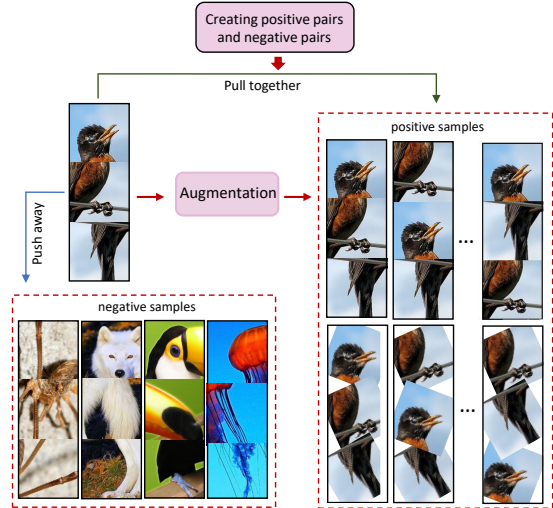 Creating positive pairs
and negative pairs
Pull together
positive samples
Augmentation
Push away
...
negative samples
...